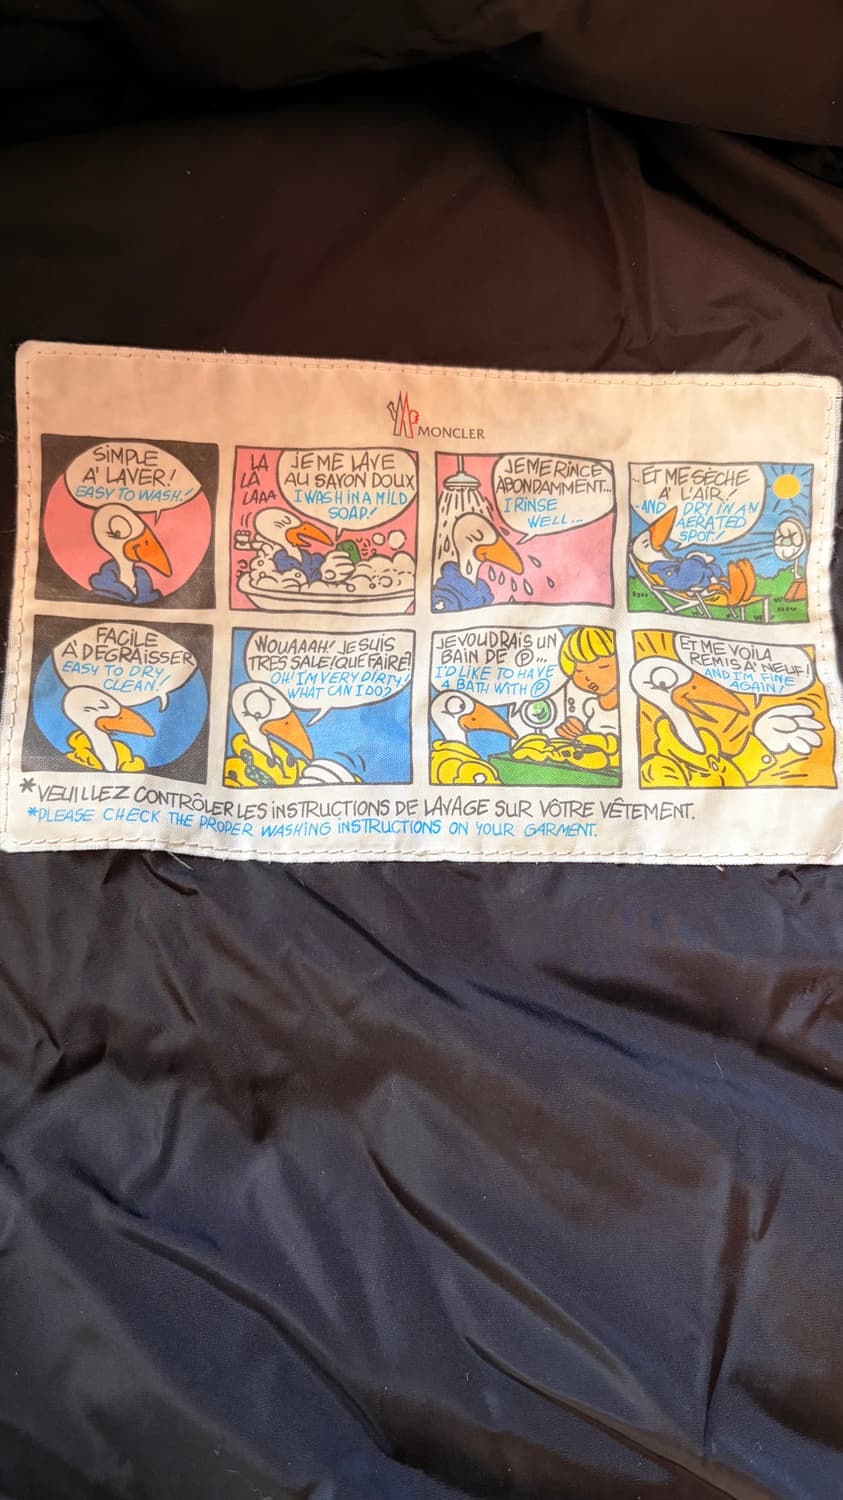 MONCLER
SIMPLE
A' LAVER!
EASY TO WASH!
LA
LA
LAAA
JE ME LAVE
AU SAVON DOUX
I WASH IN A MILD
SOAP!
JE ME RINCE
ABONDAMMENT...
I RINSE
WELL...
...ET ME SÈCHE
A' L'AIR!
-AND DRY IN AN
AERATED
SPOT!
FACILE
A' DEGRAISSER
EASY TO DRY,
CLEAN!
WOUAAAH! JE SUIS
TRES SALE! QUE FAIRE?
OH! I'M VERY DIRTY!
WHAT CAN I DO?
JE VOUDRAIS UN
BAIN DE Ⓟ...
I'D LIKE TO HAVE
A BATH WITH Ⓟ
ET ME VOILA
REMIS A' NEUF!
AND I'M FINE
AGAIN!
*VEUILLEZ CONTRÔLER LES INSTRUCTIONS DE LAVAGE SUR VÔTRE VÊTEMENT.
*PLEASE CHECK THE PROPER WASHING INSTRUCTIONS ON YOUR GARMENT.